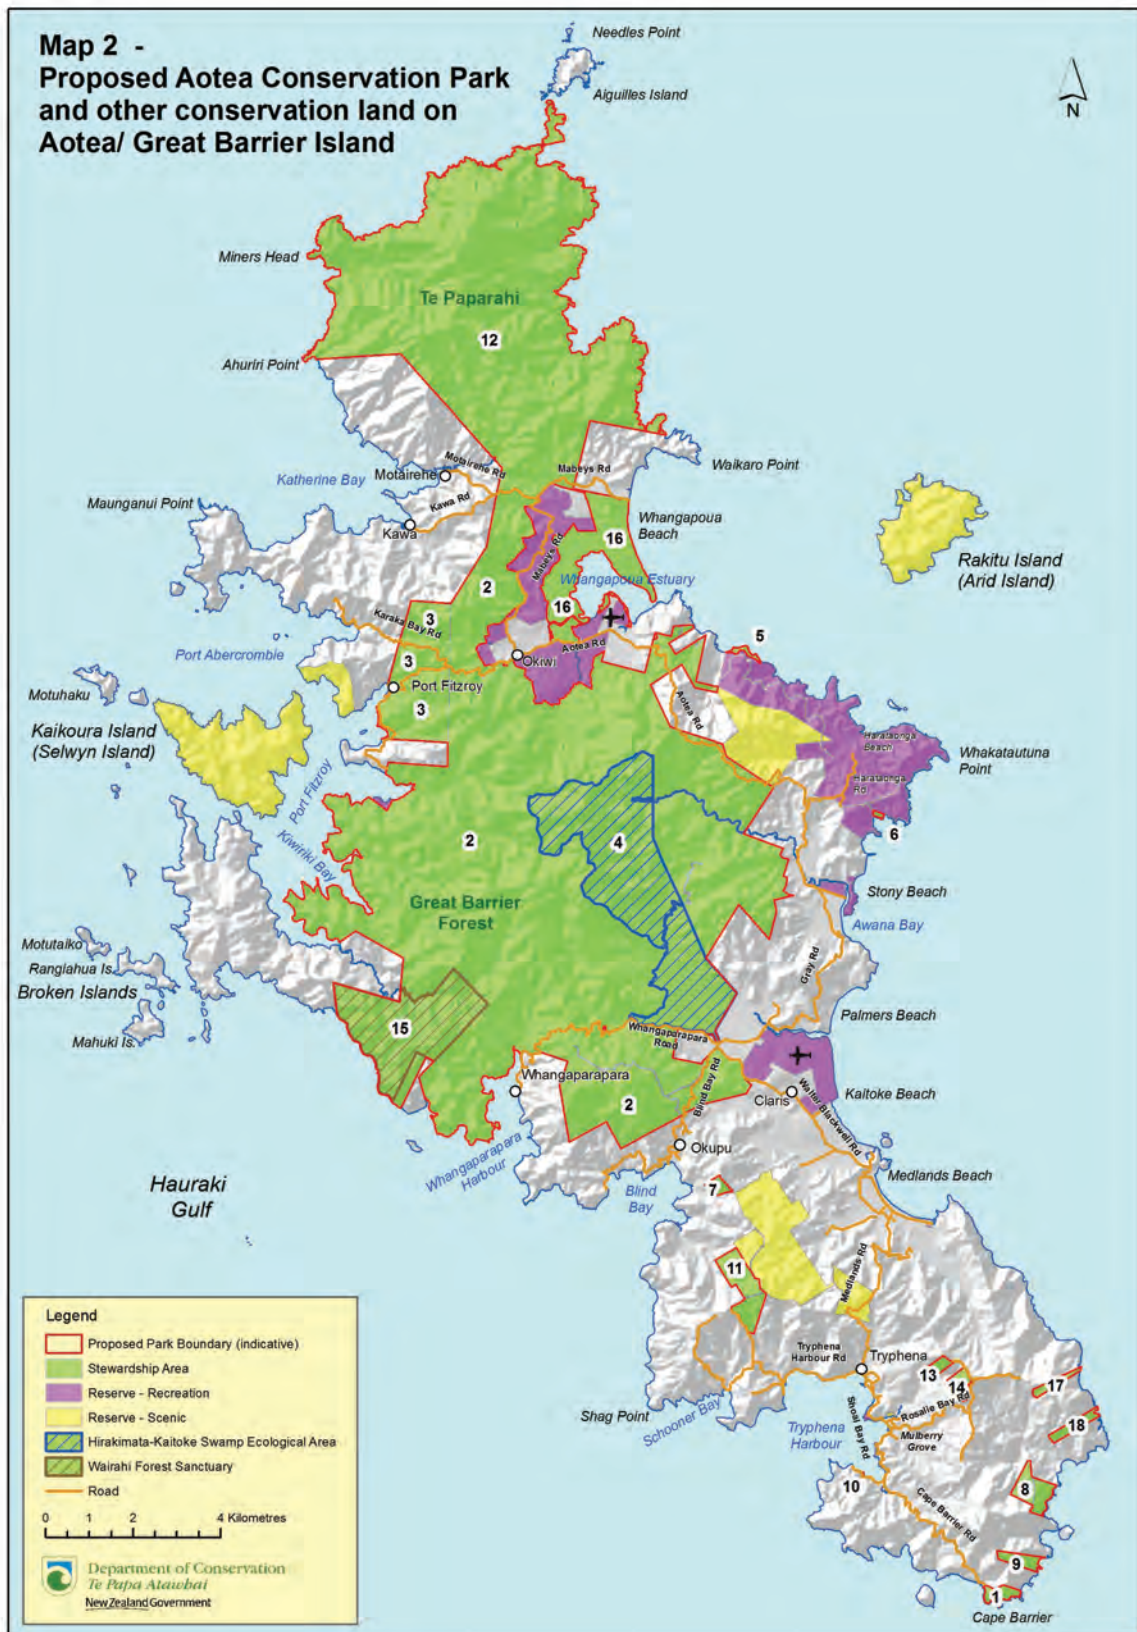 Map 2 -
Proposed Aotea Conservation Park
and other conservation land on
Aotea/ Great Barrier Island
Needles Point
Aiguilles Island
N
Miners Head
Te Paparahi
12
Ahuriri Point
Waikaro Point
Motairehe Rd
Mabeys Rd
Katherine Bay
Motairehe
Kawa Rd
Maunganui Point
Kawa
Whangapoua
Beach
16
Mabeys Rd
Rakitu Island
(Arid Island)
Whangapoua Estuary
2
16
3
Karaka Bay Rd
5
Port Abercrombie
Okiwi
Aotea Rd
3
Port Fitzroy
Motuhaku
3
Aotea Rd
Kaikoura Island
(Selwyn Island)
Harataonga
Beach
Whakatautuna
Point
Harataonga
Rd
Port Fitzroy
Kiwiriki Bay
2
4
6
Stony Beach
Great Barrier
Forest
Awana Bay
Motutaiko
Rangiahua Is.
Broken Islands
Gray Rd
Mahuki Is.
15
Palmers Beach
Whangaparapara
Road
Whangaparapara
Blind Bay Rd
Claris
Kaitoke Beach
2
Walter Blackwell Rd
Okupu
Whangaparapara
Harbour
Medlands Beach
Hauraki
Gulf
Blind
Bay
7
11
Medlands Rd
Tryphena
Harbour Rd
Tryphena
13
14
17
Shag Point
Schooner Bay
Rosalie Bay Rd
Shoal Bay Rd
Tryphena
Harbour
Mulberry
Grove
18
10
8
Cape Barrier Rd
9
1
Cape Barrier
Legend
Proposed Park Boundary (indicative)
Stewardship Area
Reserve - Recreation
Reserve - Scenic
Hirakimata-Kaitoke Swamp Ecological Area
Wairahi Forest Sanctuary
Road
0 1 2 4 Kilometres
Department of Conservation
Te Papa Atawhai
New Zealand Government